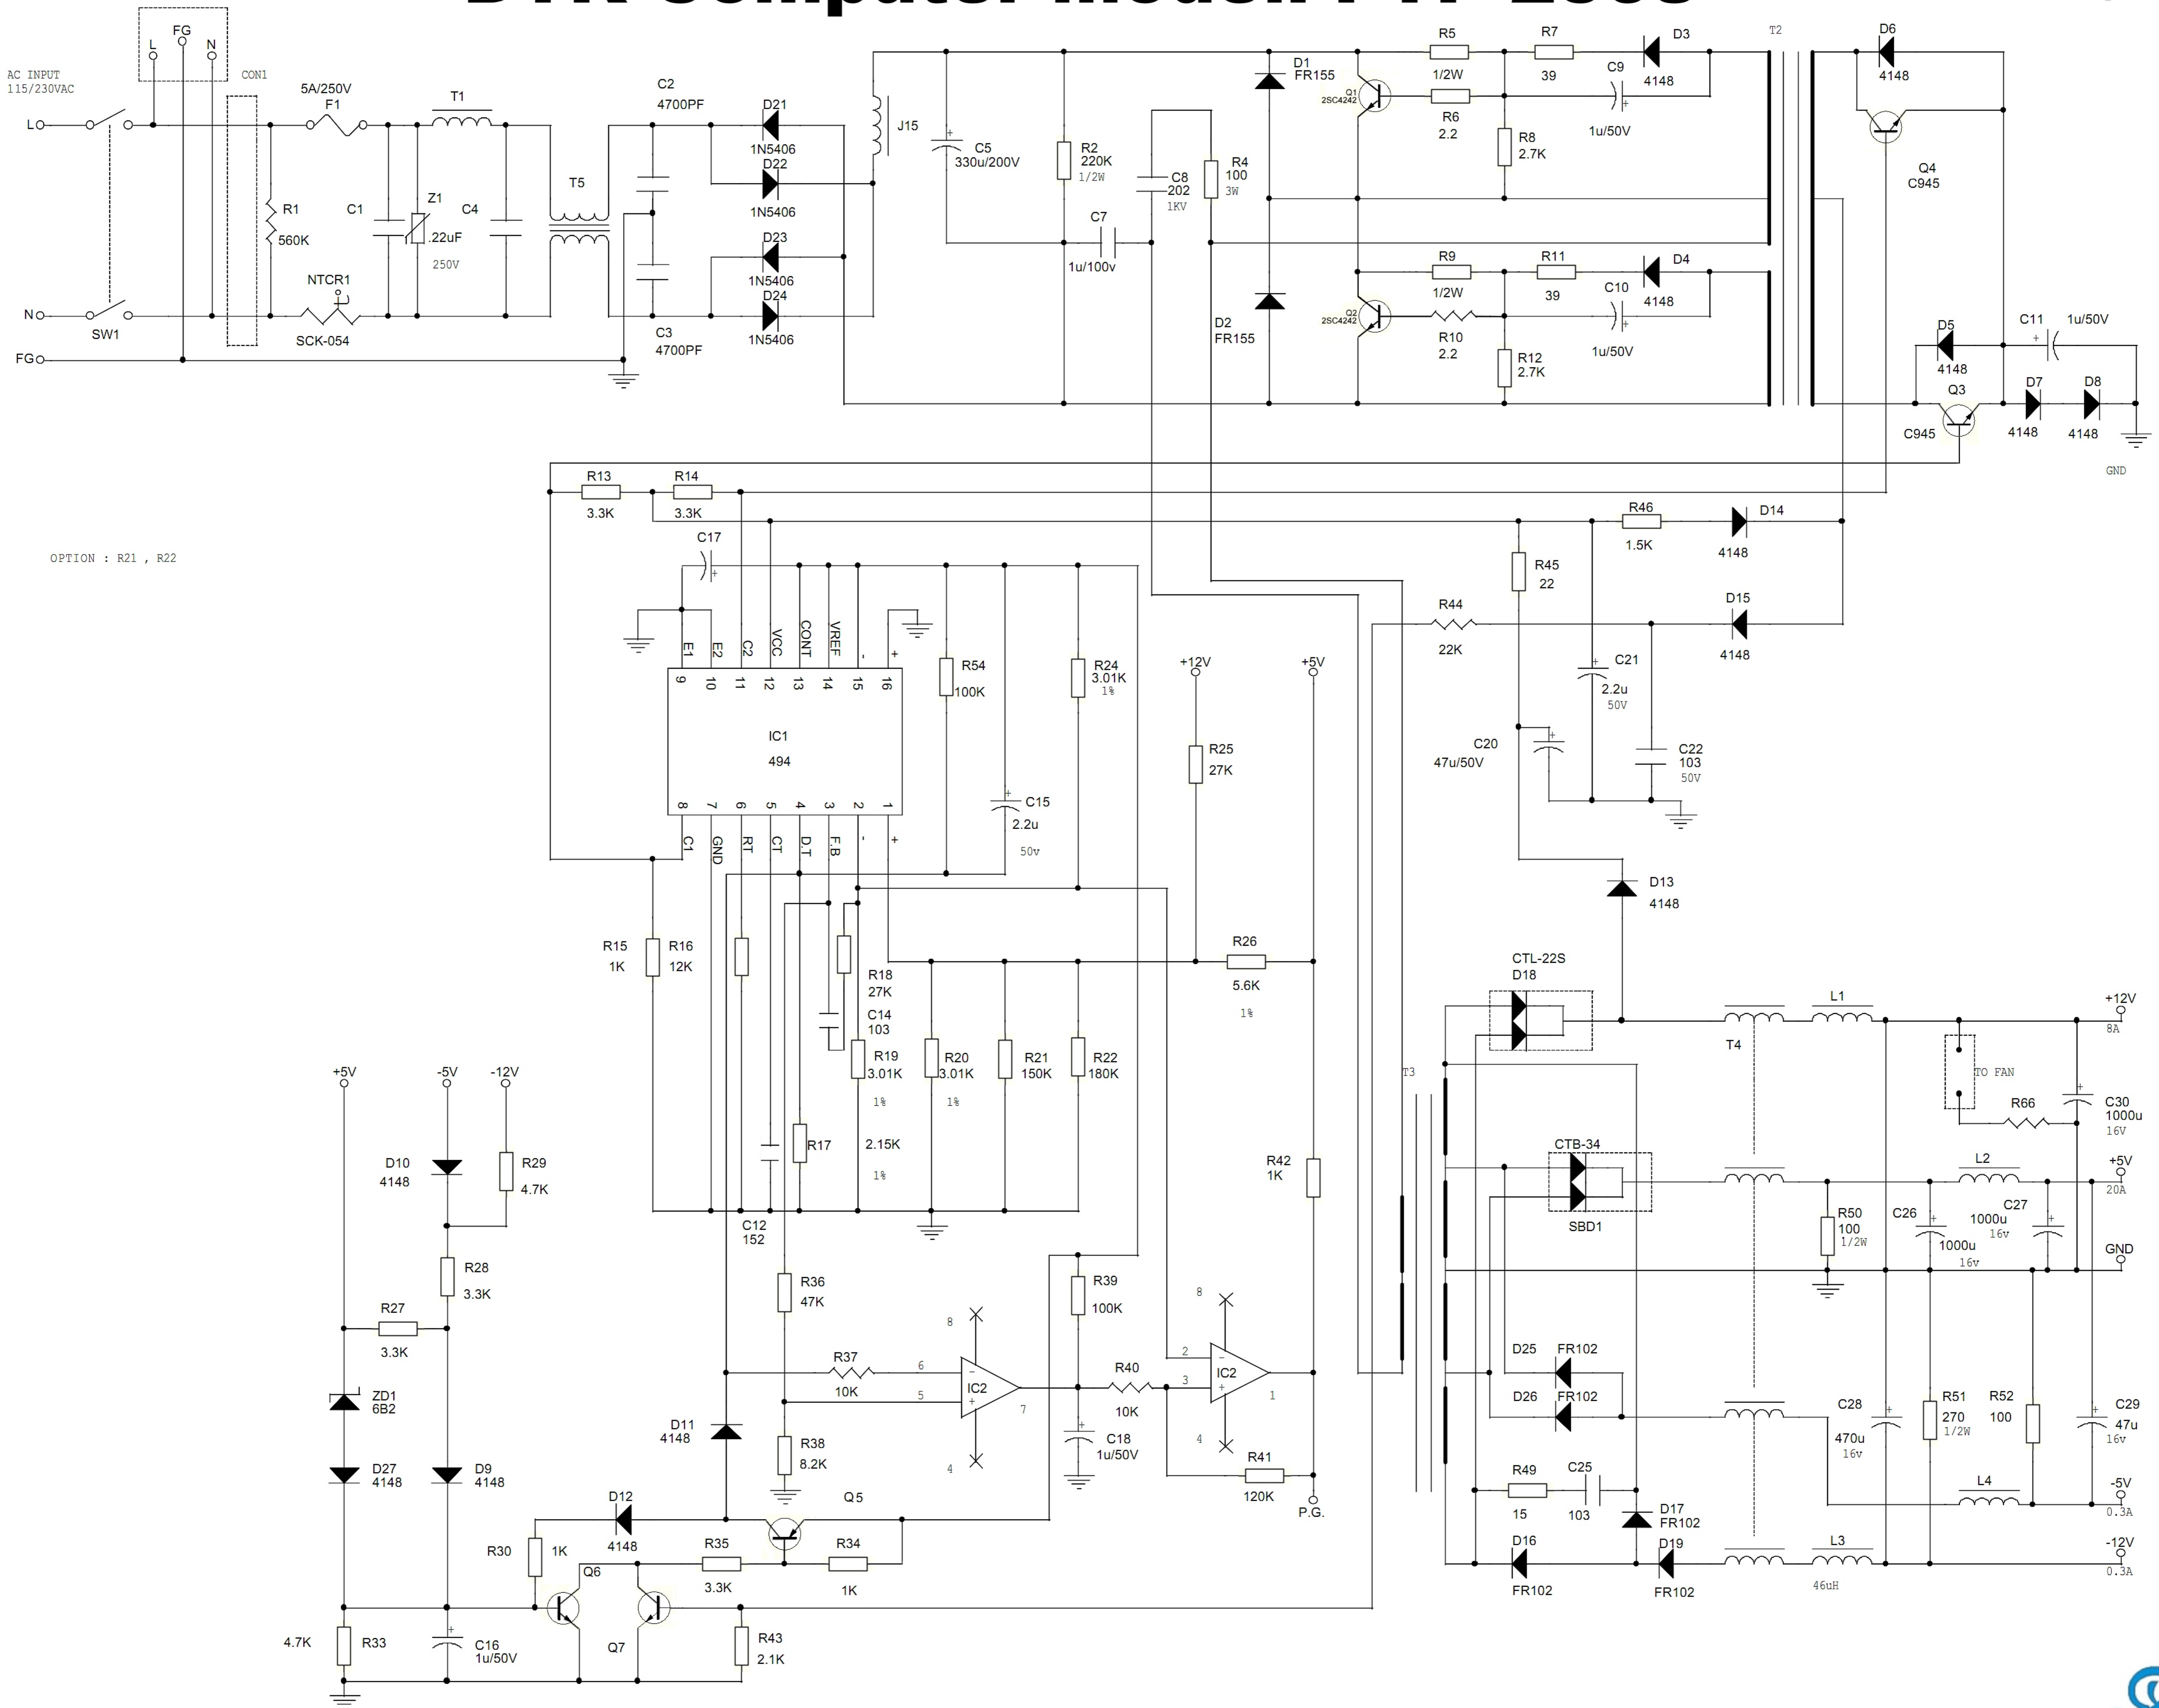 L
FG
N
AC INPUT
115/230VAC
CON1
5A/250V
F1
T1
C2
4700PF
D21
1N5406
D22
1N5406
D23
1N5406
D24
1N5406
L
R1
560K
C1
Z1
.22uF
250V
C4
T5
NTCR1
SCK-054
N
SW1
FG
C3
4700PF
J15
C5
330u/200V
R2
220K
1/2W
C7
1u/100v
C8
202
1KV
R4
100
3W
D1
FR155
D2
FR155
Q1
2SC4242
Q2
2SC4242
R5
1/2W
R6
2.2
R7
39
R8
2.7K
C9
1u/50V
D3
4148
R9
1/2W
R10
2.2
R11
39
R12
2.7K
C10
1u/50V
D4
4148
T2
D6
4148
Q4
C945
D5
4148
C11
1u/50V
Q3
C945
D7
4148
D8
4148
GND
R13
3.3K
R14
3.3K
OPTION : R21 , R22
C17
R46
1.5K
D14
4148
R45
22
R44
22K
D15
4148
C21
2.2u
50V
C20
47u/50V
C22
103
50V
E1
E2
C2
VCC
CONT
VREF
-
+
9
10
11
12
13
14
15
16
IC1
494
8
7
6
5
4
3
2
1
C1
GND
RT
CT
D.T
F.B
-
+
R54
100K
R24
3.01K
1%
C15
2.2u
50v
+12V
+5V
R25
27K
D13
4148
R15
1K
R16
12K
R18
27K
C14
103
R26
5.6K
1%
R19
3.01K
1%
R20
3.01K
1%
R21
150K
R22
180K
R17
2.15K
1%
C12
152
R42
1K
CTL-22S
D18
T3
T4
L1
+12V
8A
TO FAN
R66
C30
1000u
16V
CTB-34
SBD1
L2
+5V
20A
R50
100
1/2W
C26
1000u
16v
C27
1000u
16v
GND
+5V
-5V
-12V
D10
4148
R29
4.7K
R28
3.3K
R27
3.3K
ZD1
6B2
D27
4148
D9
4148
R36
47K
R37
10K
R38
8.2K
8
6
5
IC2
7
4
R39
100K
R40
10K
C18
1u/50V
8
2
3
IC2
1
4
R41
120K
P.G.
D11
4148
D12
4148
Q5
R30
1K
R35
3.3K
R34
1K
Q6
Q7
4.7K
R33
C16
1u/50V
R43
2.1K
D25
FR102
D26
FR102
R49
15
C25
103
D17
FR102
D16
FR102
D19
FR102
C28
470u
16v
R51
270
1/2W
R52
100
C29
47u
16v
L4
-5V
0.3A
L3
46uH
-12V
0.3A